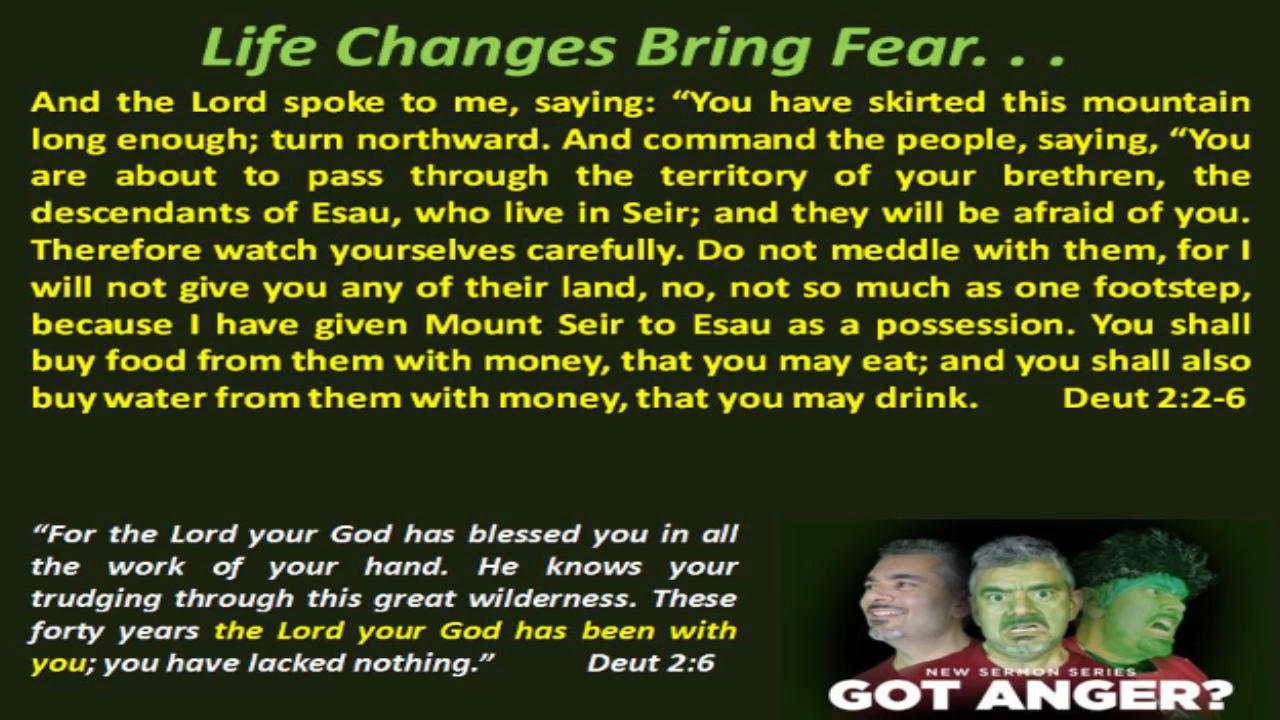 Life Changes Bring Fear. . .
And the Lord spoke to me, saying: “You have skirted this mountain
long enough; turn northward. And command the people, saying, “You
are about to pass through the territory of your brethren, the
descendants of Esau, who live in Seir; and they will be afraid of you.
Therefore watch yourselves carefully. Do not meddle with them, for I
will not give you any of their land, no, not so much as one footstep,
because I have given Mount Seir to Esau as a possession. You shall
buy food from them with money, that you may eat; and you shall also
buy water from them with money, that you may drink. Deut 2:2-6
“For the Lord your God has blessed you in all
the work of your hand. He knows your
trudging through this great wilderness. These
forty years the Lord your God has been with
you; you have lacked nothing.” Deut 2:6
NEW SERMON SERIES
GOT ANGER?